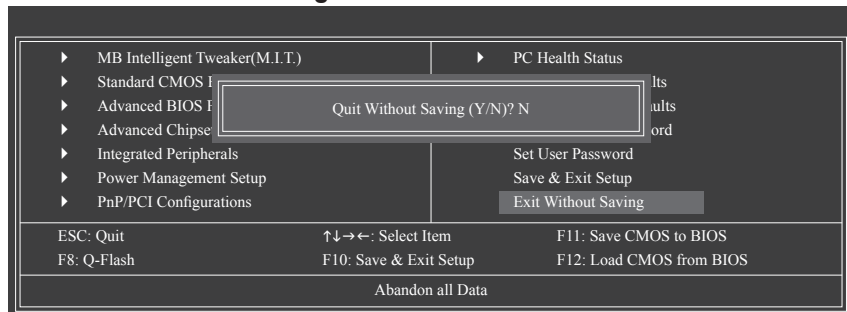 MB Intelligent Tweaker(M.I.T.)
Standard CMOS
Advanced BIOS
Advanced
Integrated Peripherals
Power Management Setup
PnP/PCI Configurations
PC Health Status
Set User Password
Save & Exit Setup
Exit Without Saving
Quit Without Saving (Y/N)? N
ESC: Quit ↑↓→←: Select Item F11: Save CMOS to BIOS
F8: Q-Flash F10: Save & Exit Setup F12: Load CMOS from BIOS
Abandon all Data